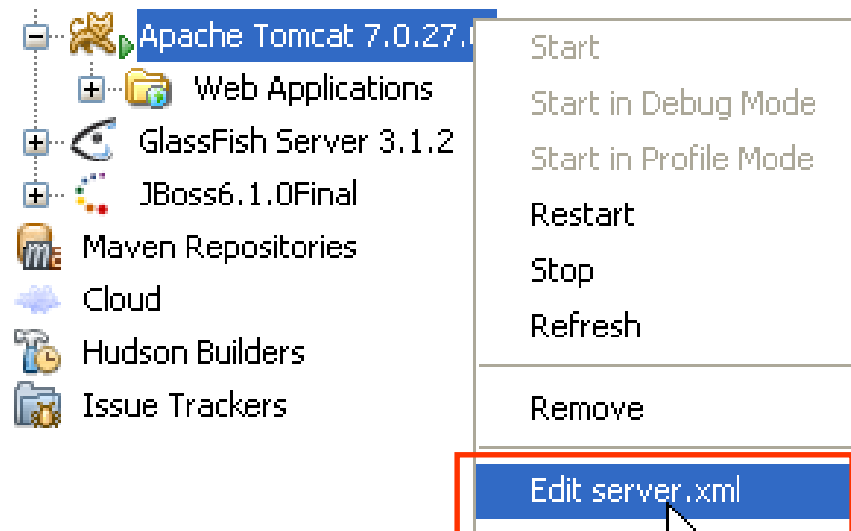 Apache Tomcat 7.0.27.
Web Applications
GlassFish Server 3.1.2
JBoss6.1.0Final
Maven Repositories
Cloud
Hudson Builders
Issue Trackers
Start
Start in Debug Mode
Start in Profile Mode
Restart
Stop
Refresh
Remove
Edit server.xml